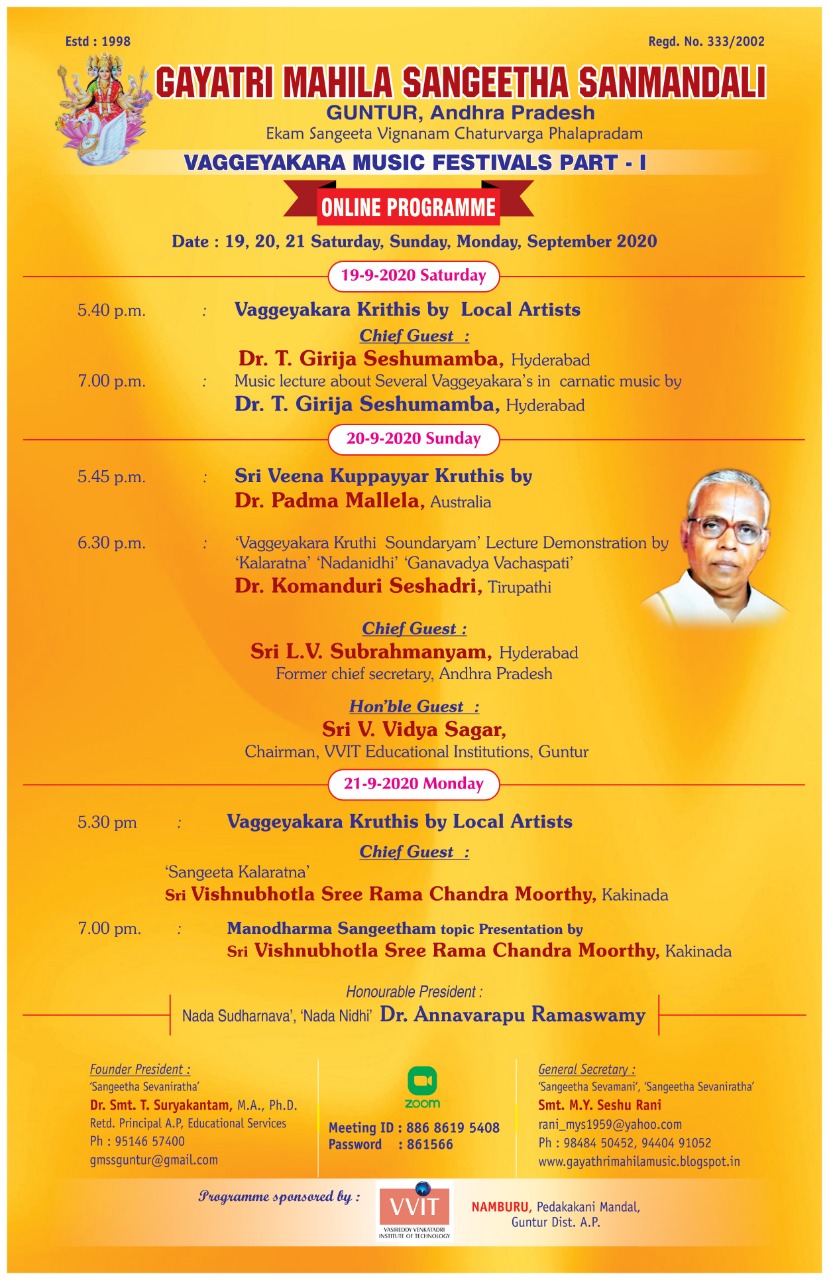 Estd : 1998
Regd. No. 333/2002
GAYATRI MAHILA SANGEETHA SANMANDALI
GUNTUR, Andhra Pradesh
Ekam Sangeeta Vignanam Chaturvarga Phalapradam
VAGGEYAKARA MUSIC FESTIVALS PART - I
ONLINE PROGRAMME
Date : 19, 20, 21 Saturday, Sunday, Monday, September 2020
19-9-2020 Saturday
5.40 p.m. : Vaggeyakara Krithis by Local Artists
Chief Guest :
Dr. T. Girija Seshumamba, Hyderabad
7.00 p.m. : Music lecture about Several Vaggeyakara's in carnatic music by
Dr. T. Girija Seshumamba, Hyderabad
20-9-2020 Sunday
5.45 p.m. : Sri Veena Kuppayyar Kruthis by
Dr. Padma Mallela, Australia
6.30 p.m. : 'Vaggeyakara Kruthi Soundaryam' Lecture Demonstration by
'Kalaratna' 'Nadanidhi' 'Ganavadya Vachaspati'
Dr. Komanduri Seshadri, Tirupathi
Chief Guest :
Sri L.V. Subrahmanyam, Hyderabad
Former chief secretary, Andhra Pradesh
Hon'ble Guest :
Sri V. Vidya Sagar,
Chairman, VVIT Educational Institutions, Guntur
21-9-2020 Monday
5.30 pm : Vaggeyakara Kruthis by Local Artists
Chief Guest :
'Sangeeta Kalaratna'
Sri Vishnubhotla Sree Rama Chandra Moorthy, Kakinada
7.00 pm. : Manodharma Sangeetham topic Presentation by
Sri Vishnubhotla Sree Rama Chandra Moorthy, Kakinada
Honourable President :
Nada Sudharnava', 'Nada Nidhi' Dr. Annavarapu Ramaswamy
Founder President :
'Sangeetha Sevaniratha'
Dr. Smt. T. Suryakantam, M.A., Ph.D.
Retd. Principal A.P, Educational Services
Ph : 95146 57400
gmssguntur@gmail.com
zoom
Meeting ID : 886 8619 5408
Password : 861566
General Secretary :
'Sangeetha Sevamani', 'Sangeetha Sevaniratha'
Smt. M.Y. Seshu Rani
rani_mys1959@yahoo.com
Ph : 98484 50452, 94404 91052
www.gayathrimahilamusic.blogspot.in
Programme sponsored by :
VVIT
VASIREDDY VENKATADRI
INSTITUTE OF TECHNOLOGY
NAMBURU, Pedakakani Mandal,
Guntur Dist. A.P.